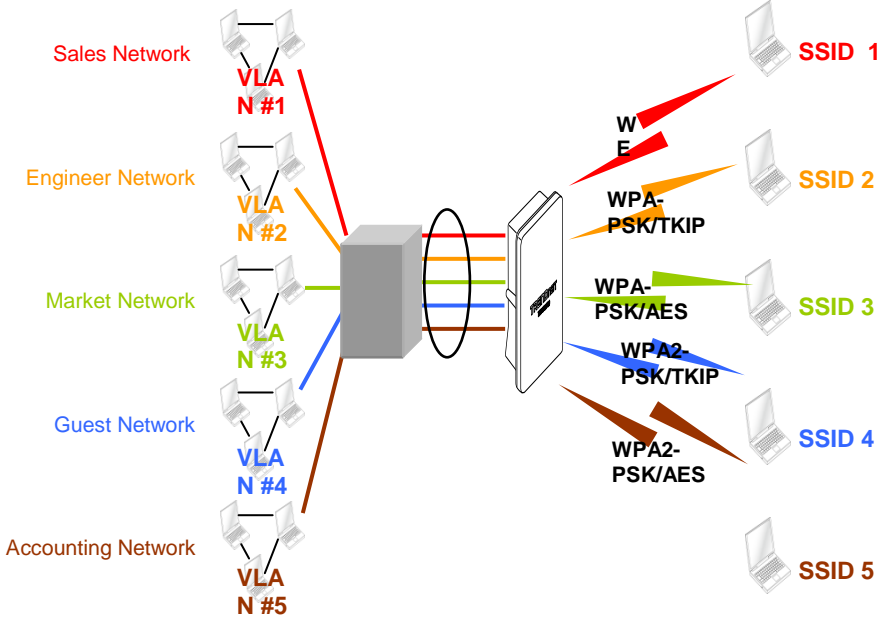 Sales Network
VLA
N #1
SSID 1
W
E
Engineer Network
VLA
N #2
WPA-
PSK/TKIP
SSID 2
Market Network
VLA
N #3
WPA-
PSK/AES
SSID 3
WPA2-
PSK/TKIP
Guest Network
VLA
N #4
SSID 4
WPA2-
PSK/AES
Accounting Network
VLA
N #5
SSID 5
TRENDNET